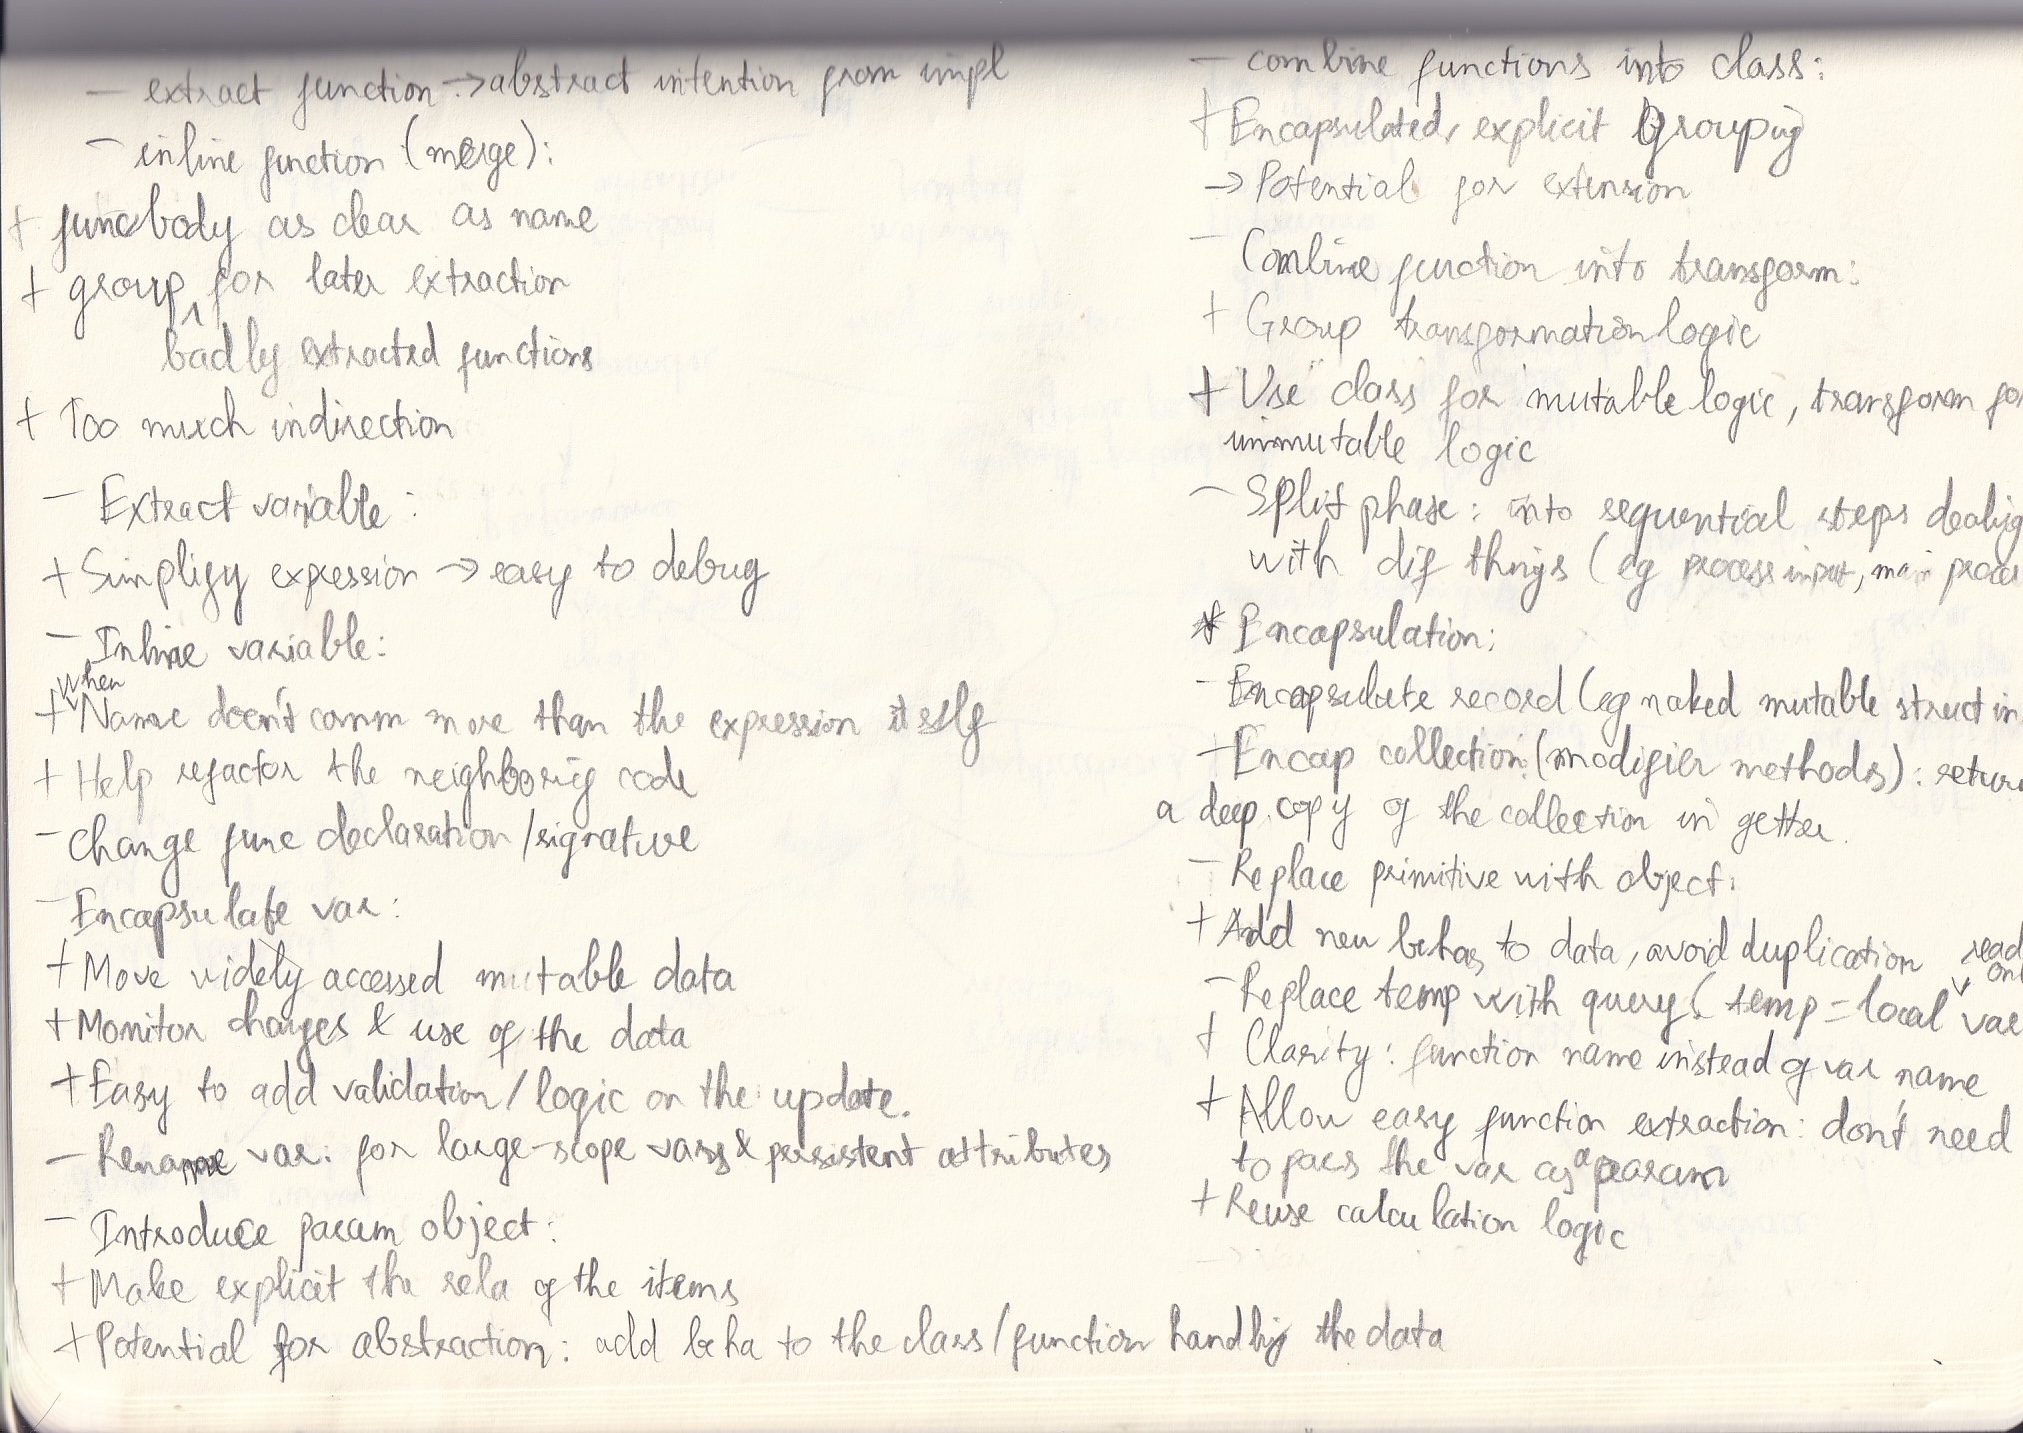 - extract function -> abstract intention from impl
- inline function (merge):
+ func body as clear as name
+ group for later extraction
badly extracted functions
+ Too much indirection
- Extract variable:
+ Simplify expression -> easy to debug
- Inline variable:
when
+ Name doesn't comm more than the expression itself
+ Help refactor the neighboring code
- Change func declaration/signature
- Encapsulate var:
+ Move widely accessed mutable data
+ Monitor changes & use of the data
+ Easy to add validation/logic on the update.
- Rename var: for large-scope vars & persistent attributes
- Introduce param object:
+ Make explicit the rela of the items
+ Potential for abstraction: add beha to the class/function handling the data
- combine functions into class:
+ Encapsulated, explicit grouping
-> Potential for extension
- Combine function into transform:
+ Group transformation logic
+ "Use" class for mutable logic, transform for
immutable logic
- Split phase: into sequential steps dealing
with dif things (eg process input, main proces
* Encapsulation:
- Encapsulate record (eg naked mutable struct in
- Encap collection: (modifier methods): return
a deep copy of the collection in getter.
- Replace primitive with object:
+ Add new behas to data, avoid duplication
read
- Replace temp with query (temp = local var
+ Clarity: function name instead of var name
+ Allow easy function extraction: don't need
to pass the var as a param
+ Reuse calculation logic